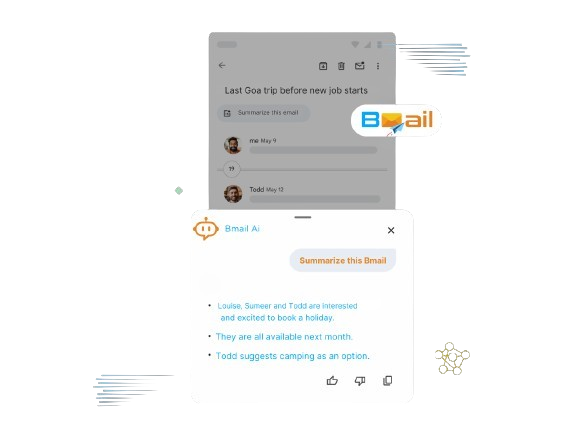 Last Goa trip before new job starts
Summarize this email
Bmail
me May 9
19
Todd May 12
Bmail Ai
Summarize this Bmail
• Louise, Sumeer and Todd are Interested
and excited to book a holiday.
• They are all available next month.
• Todd suggests camping as an option.